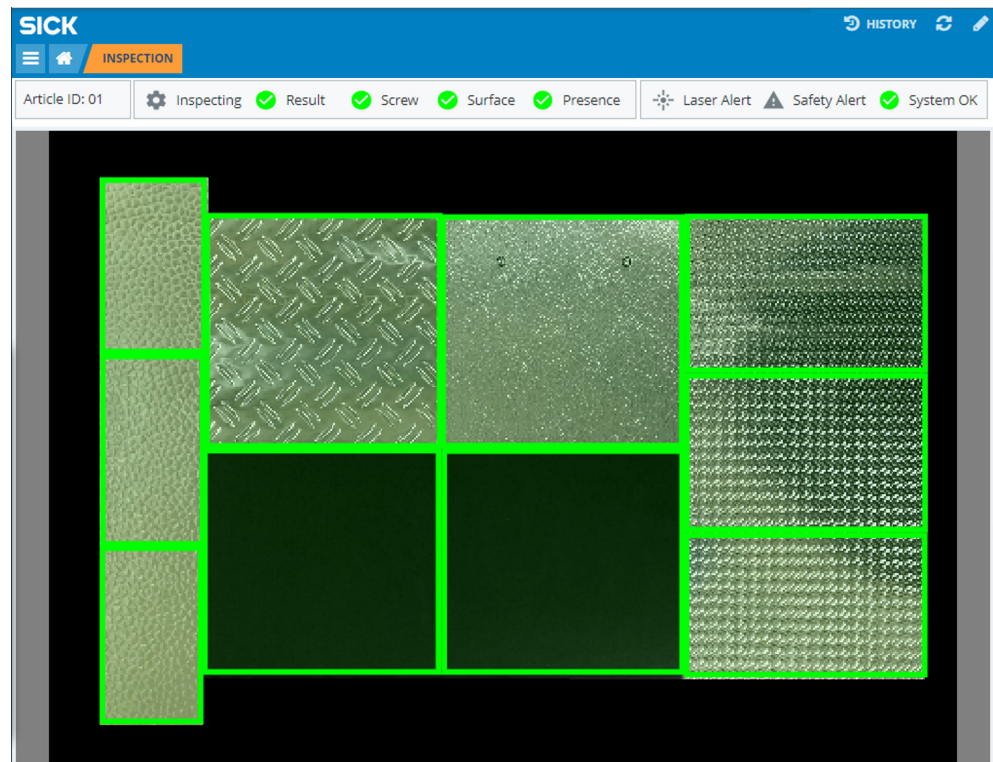 SICK
HISTORY
INSPECTION
Article ID: 01
Inspecting
Result
Screw
Surface
Presence
Laser Alert
Safety Alert
System OK